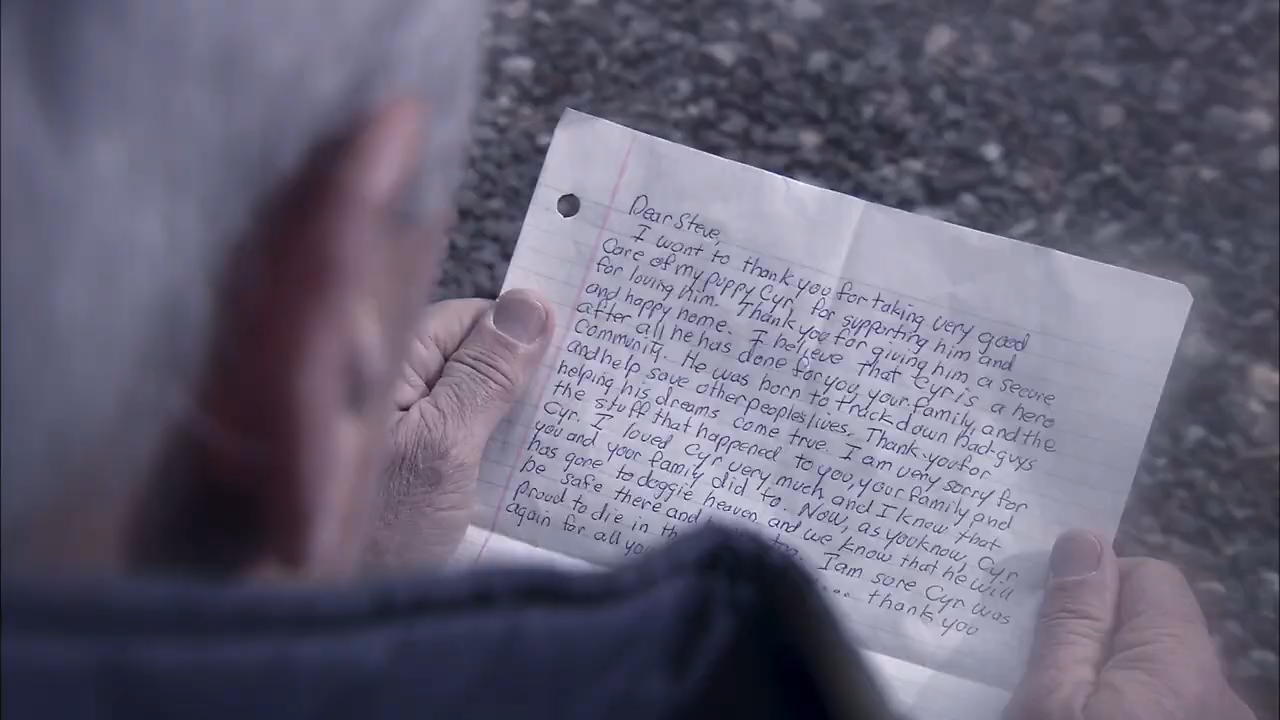 Dear Steve,
I want to thank you for taking very good
Care of my puppy Cyr, for supporting him and
for loving him. Thank you for giving him a secure
and happy home. I believe that Cyr is a hero
after all he has done for you, your family, and the
Community. He was born to track down bad-guys
and help save other peoples lives. Thank-you for
helping his dreams come true. I am very sorry for
the stuff that happened to you, your family and
Cyr. I loved Cyr very much and I know that
you and your family did to. Now, as you know, Cyr
has gone to doggie heaven and we know that he will
be safe there and I am sure Cyr was
proud to die in thank you
again for all